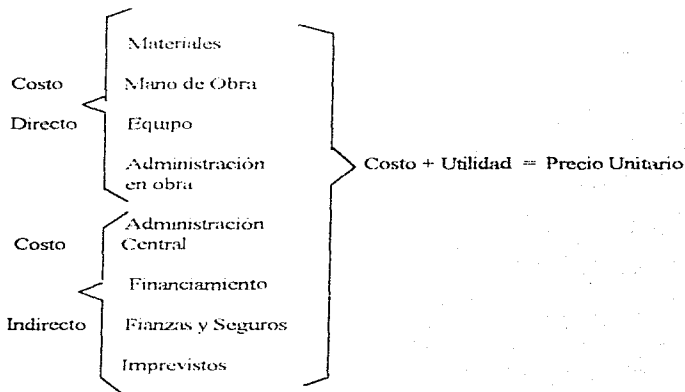 Materiales
Costo
Mano de Obra
Directo
Equipo
Administración
en obra
Costo + Utilidad = Precio Unitario
Administración
Costo
Central
Financiamiento
Indirecto
Fianzas y Seguros
Imprevistos